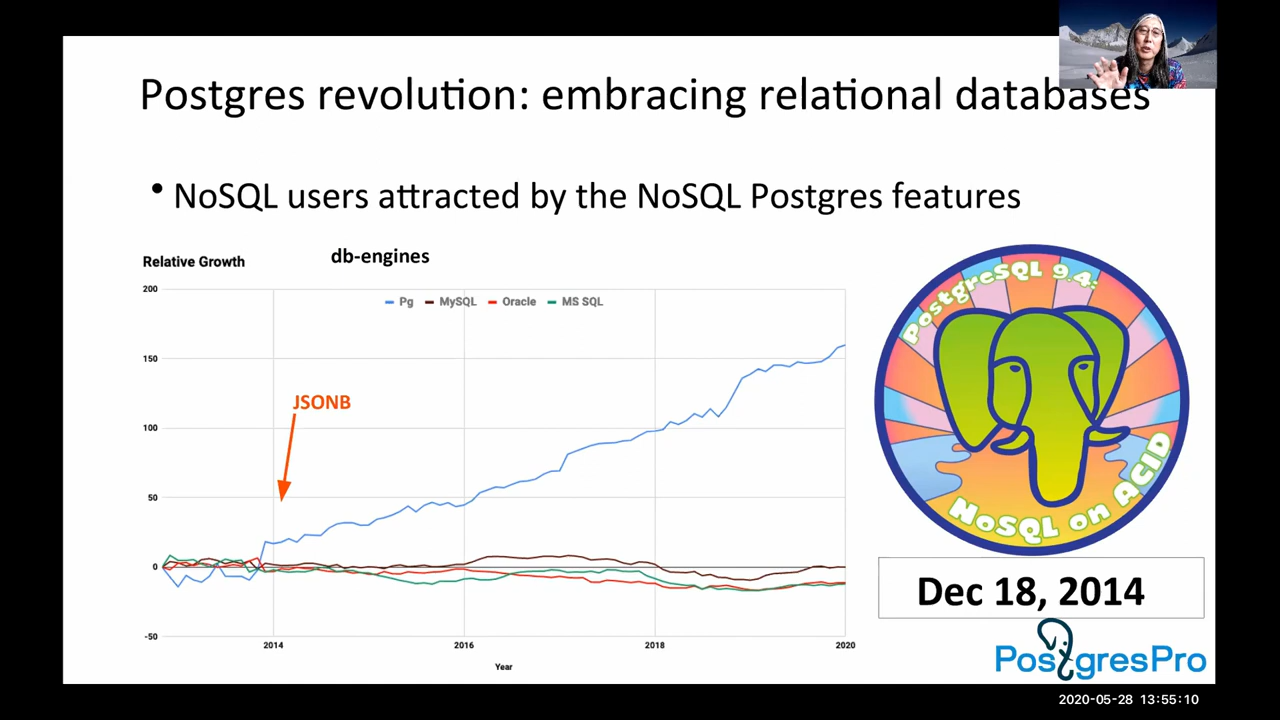 Postgres revolution: embracing relational databases
• NoSQL users attracted by the NoSQL Postgres features
Relative Growth
db-engines
Pg MySQL Oracle MS SQL
200
150
100
50
0
-50
JSONB
2014 2016 2018 2020
Year
PostgreSQL 9.4:
NoSQL on ACID
Dec 18, 2014
PostgresPro
2020-05-28 13:55:10